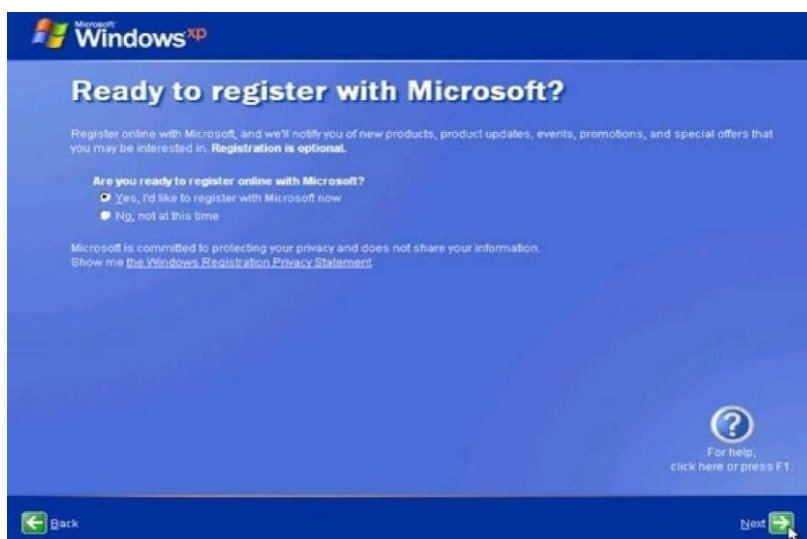 Microsoft
Windows xp
Ready to register with Microsoft?
Register online with Microsoft, and we'll notify you of new products, product updates, events, promotions, and special offers that
you may be interested in. Registration is optional.
Are you ready to register online with Microsoft?
Yes, I'd like to register with Microsoft now
No, not at this time
Microsoft is committed to protecting your privacy and does not share your information.
Show me the Windows Registration Privacy Statement.
?
For help,
click here or press F1.
Back
Next